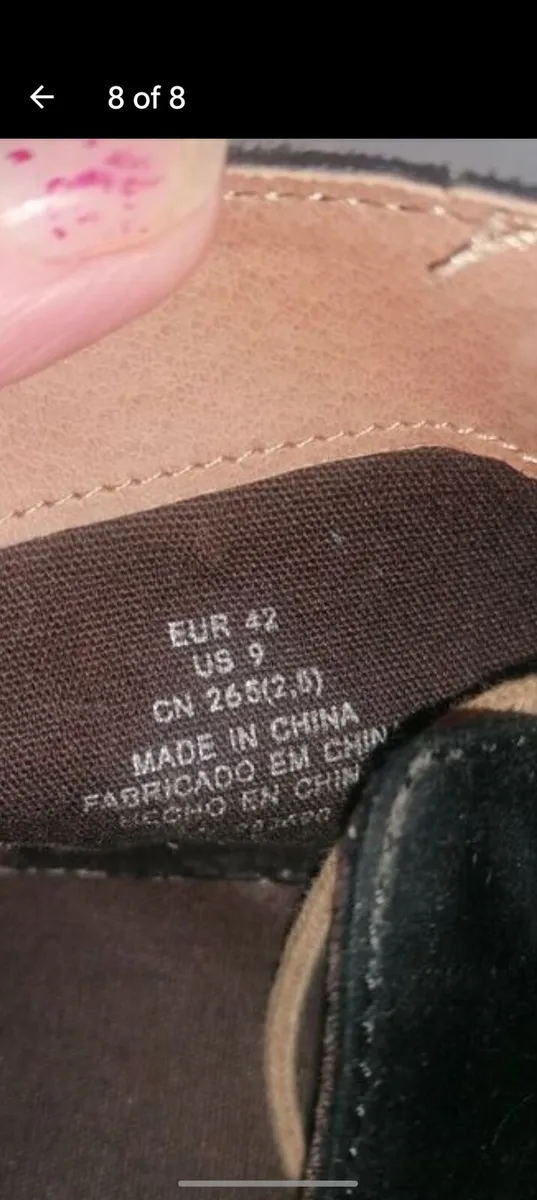 8 of 8
EUR 42
US 9
CN 265(2,5)
MADE IN CHINA
FABRICADO EM CHIN
HECHO EN CHIN